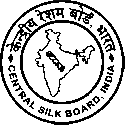 केन्द्रीय रेशम बोर्ड, भारत
CENTRAL SILK BOARD, INDIA